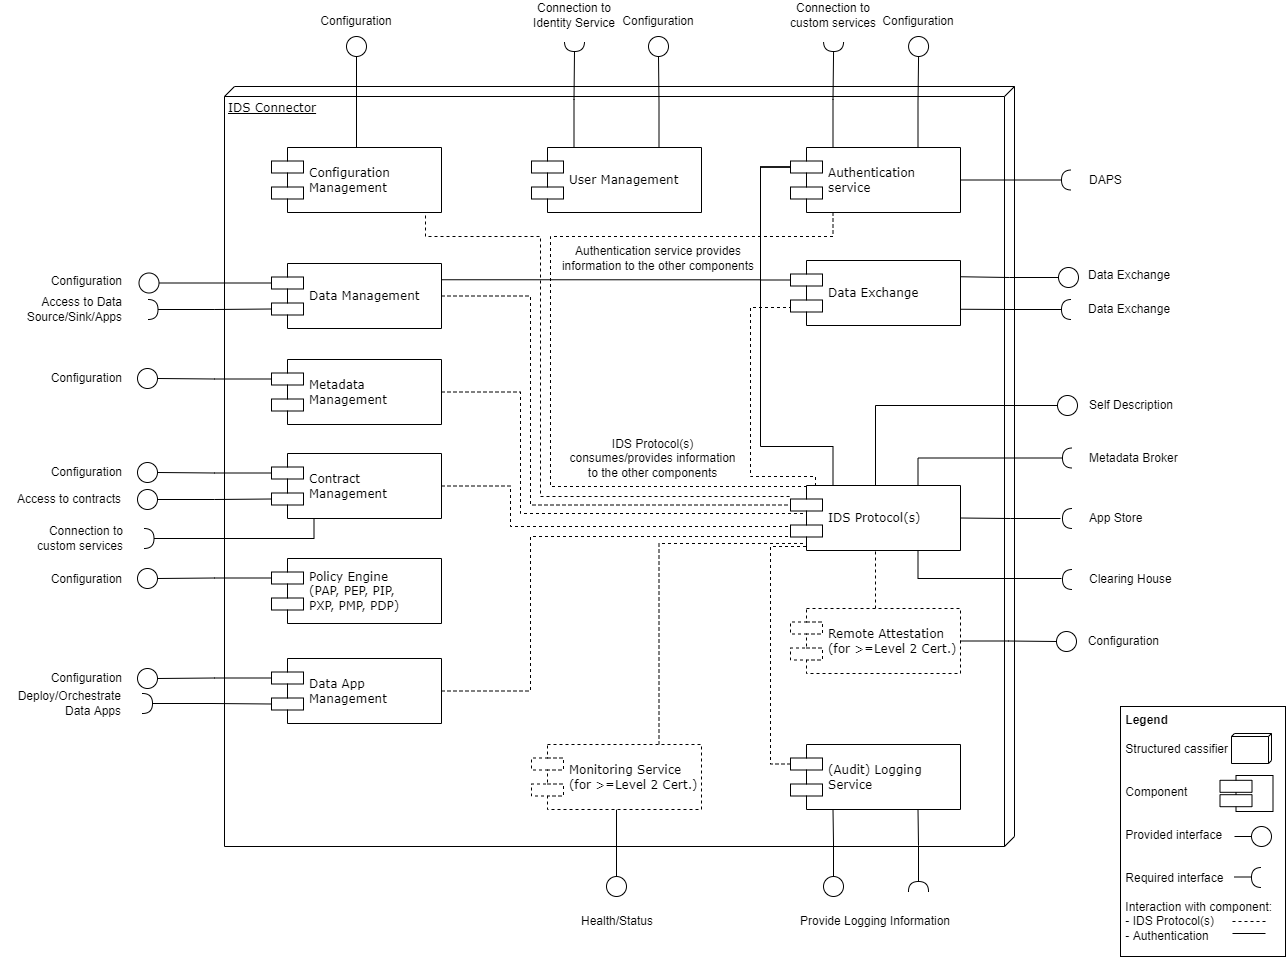 Connection to
Identity Service
Configuration
Configuration
Connection to
custom services
Configuration
IDS Connector
Configuration
Management
User Management
Authentication
service
DAPS
Authentication service provides
information to the other components
Configuration
Access to Data
Source/Sink/Apps
Data Management
Data Exchange
Data Exchange
Data Exchange
Configuration
Metadata
Management
Self Description
IDS Protocol(s)
consumes/provides information
to the other components
Metadata Broker
Configuration
Access to contracts
Contract
Management
IDS Protocol(s)
App Store
Connection to
custom services
Configuration
Policy Engine
(PAP, PEP, PIP,
PXP, PMP, PDP)
Clearing House
Remote Attestation
(for >=Level 2 Cert.)
Configuration
Configuration
Deploy/Orchestrate
Data Apps
Data App
Management
Monitoring Service
(for >=Level 2 Cert.)
(Audit) Logging
Service
Health/Status
Provide Logging Information
Legend
Structured cassifier
Component
Provided interface
Required interface
Interaction with component:
- IDS Protocol(s)
- Authentication